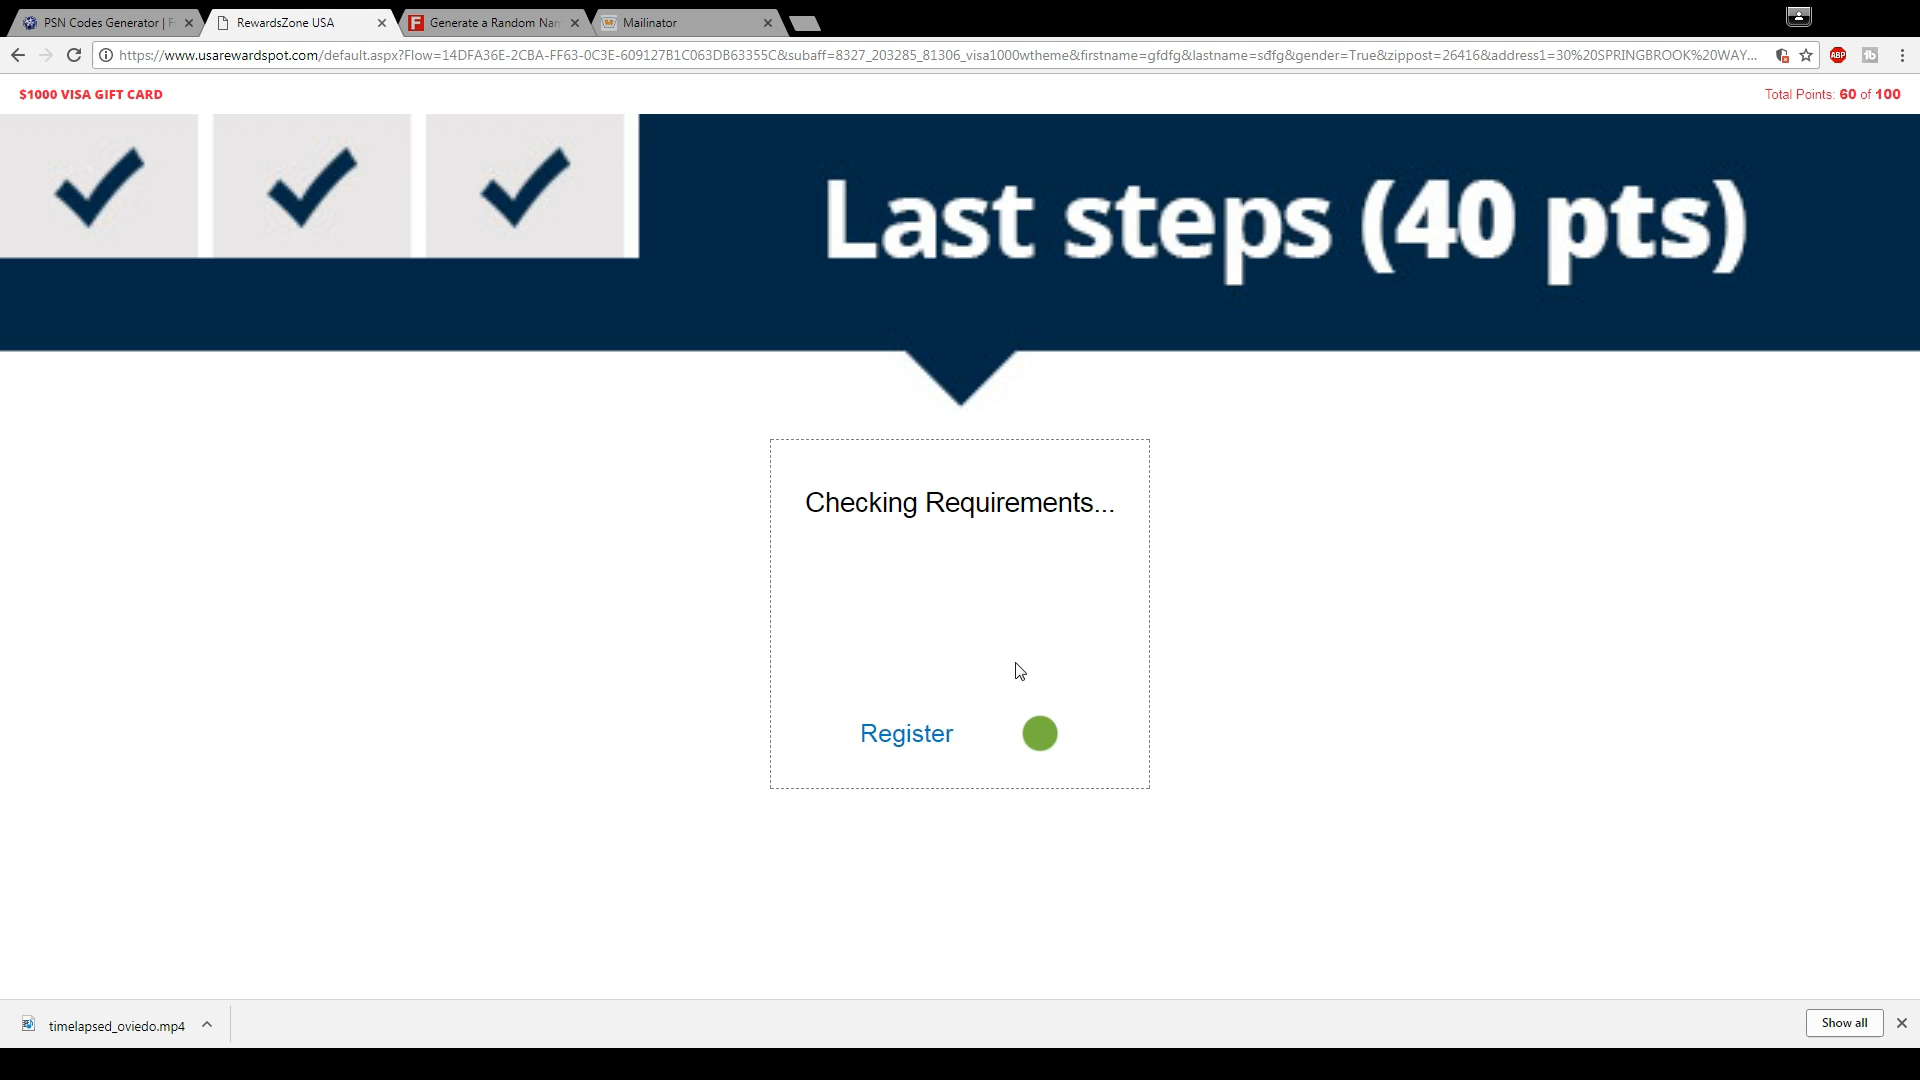 PSN Codes Generator | F
RewardsZone USA
Generate a Random Nam
Mailinator
https://www.usarewardspot.com/default.aspx?Flow=14DFA36E-2CBA-FF63-0C3E-609127B1C063DB63355C&subaff=8327_203285_81306_visa1000wtheme&firstname=gfdfg&lastname=sdfg&gender=True&zippost=26416&address1=30%20SPRINGBROOK%20WAY...
ABP
$1000 VISA GIFT CARD
Total Points: 60 of 100
Last steps (40 pts)
Checking Requirements...
Register
timelapsed_oviedo.mp4
Show all